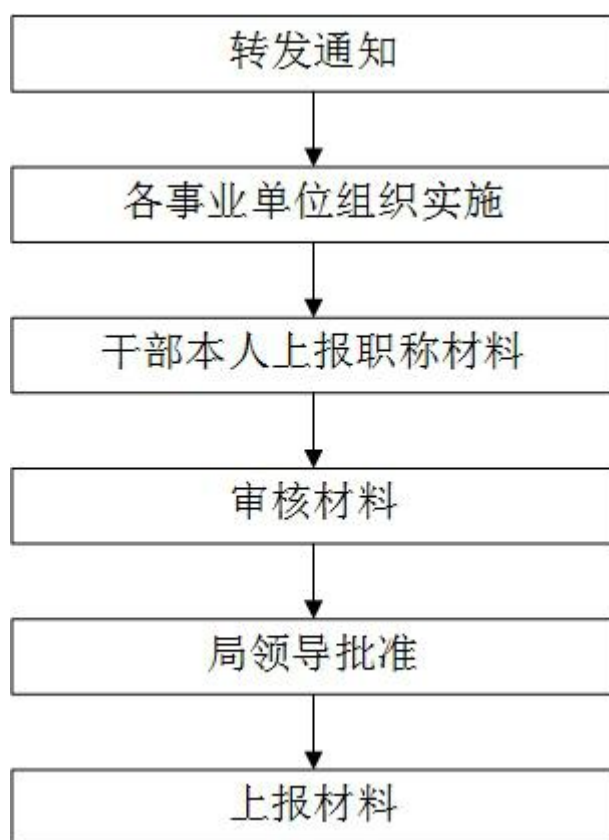 转发通知
各事业单位组织实施
干部本人上报职称材料
审核材料
局领导批准
上报材料